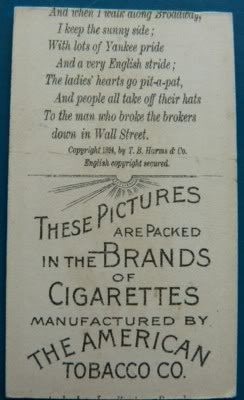 And when I walk along Broadway,
I keep the sunny side;
With lots of Yankee pride
And a very English stride;
The ladies' hearts go pit-a-pat,
And people all take off their hats
To the man who broke the brokers
down in Wall Street.
Copyright 1894, by T. B. Harms & Co.
English copyright secured.
THESE PICTURES
ARE PACKED
IN THE BRANDS
OF
CIGARETTES
MANUFACTURED BY
THE AMERICAN
TOBACCO CO.